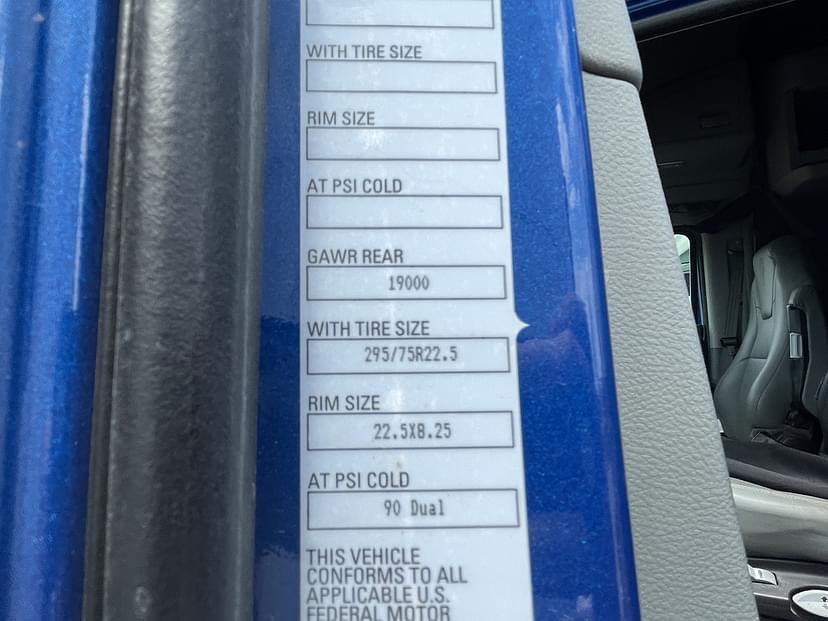 WITH TIRE SIZE
RIM SIZE
AT PSI COLD
GAWR REAR
19000
WITH TIRE SIZE
295/75R22.5
RIM SIZE
22.5X8.25
AT PSI COLD
90 Dual
THIS VEHICLE
CONFORMS TO ALL
APPLICABLE U.S.
FEDERAL MOTOR